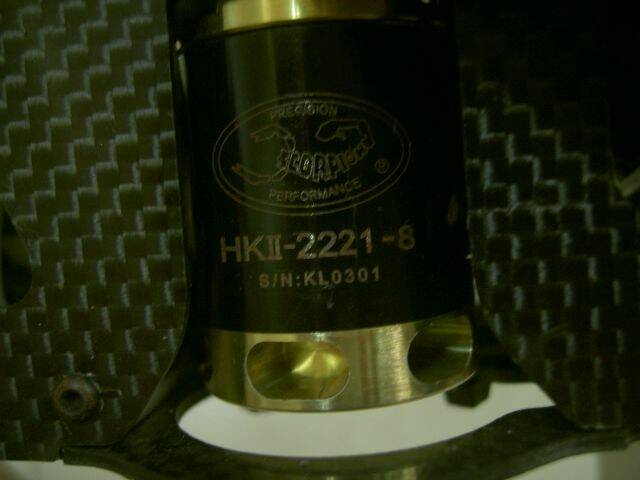 PRECISION
SCORPION
®
PERFORMANCE
HKII-2221-8
S/N:KL0301